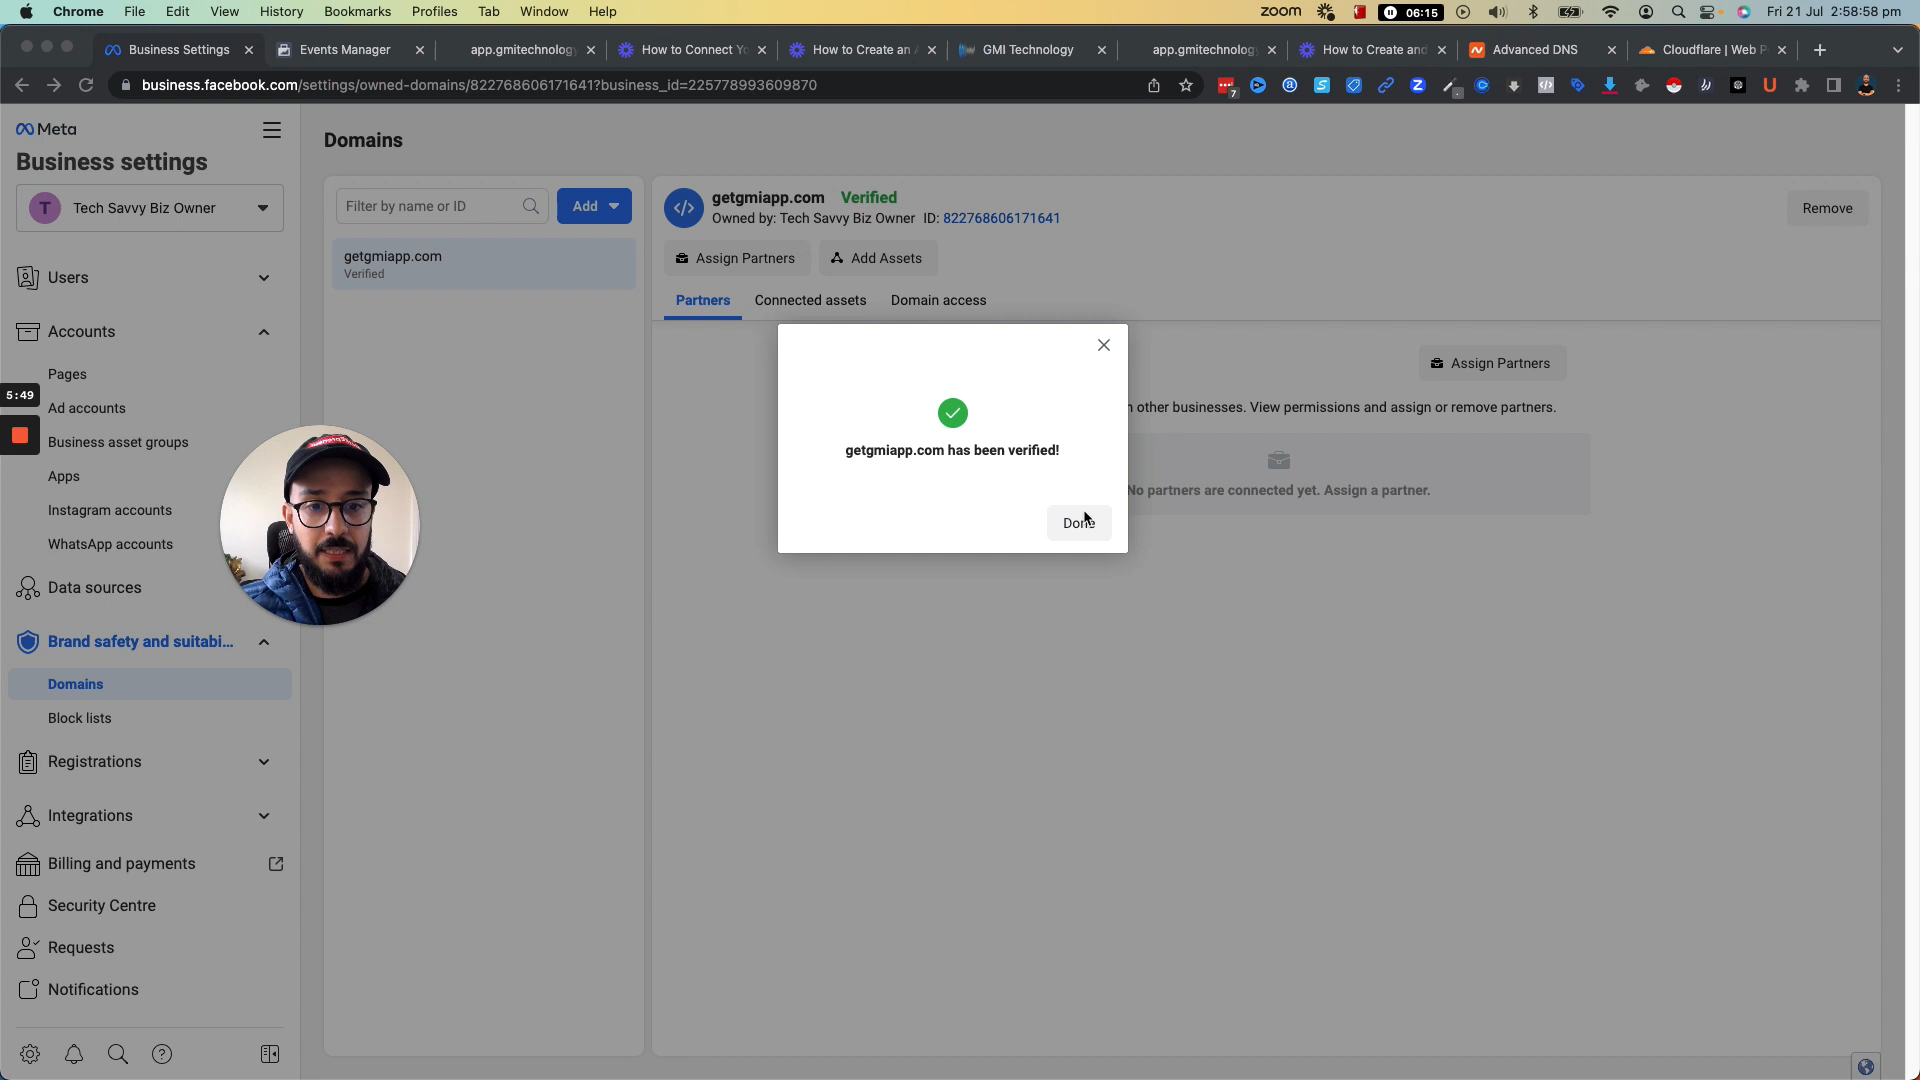 Chrome File Edit View History Bookmarks Profiles Tab Window Help
zoom 06:15 Fri 21 Jul 2:58:58 pm
Business Settings
Events Manager
app.gmitechnology
How to Connect Yo
How to Create an A
GMI Technology
app.gmitechnology
How to Create and
Advanced DNS
Cloudflare | Web P
business.facebook.com/settings/owned-domains/822768606171641?business_id=225778993609870
7
Meta
Business settings
T Tech Savvy Biz Owner
Users
Accounts
Pages
5:49
Ad accounts
Business asset groups
Apps
Instagram accounts
WhatsApp accounts
Data sources
Brand safety and suitabi...
Domains
Block lists
Registrations
Integrations
Billing and payments
Security Centre
Requests
Notifications
Domains
Filter by name or ID
Add
getgmiapp.com
Verified
getgmiapp.com Verified
Owned by: Tech Savvy Biz Owner ID: 822768606171641
Remove
Assign Partners
Add Assets
Partners
Connected assets
Domain access
Assign Partners
other businesses. View permissions and assign or remove partners.
No partners are connected yet. Assign a partner.
getgmiapp.com has been verified!
Done